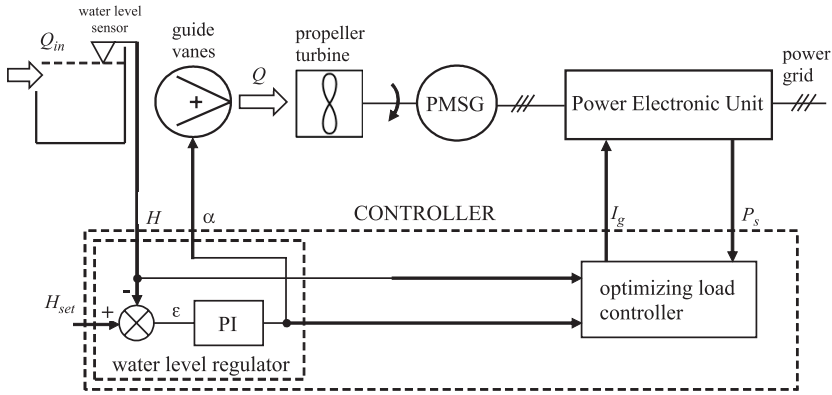 water level
sensor
Q_in
guide
vanes
Q
propeller
turbine
PMSG
Power Electronic Unit
power
grid
H
α
CONTROLLER
I_g
P_s
H_set
+
-
ε
PI
water level regulator
optimizing load
controller
+